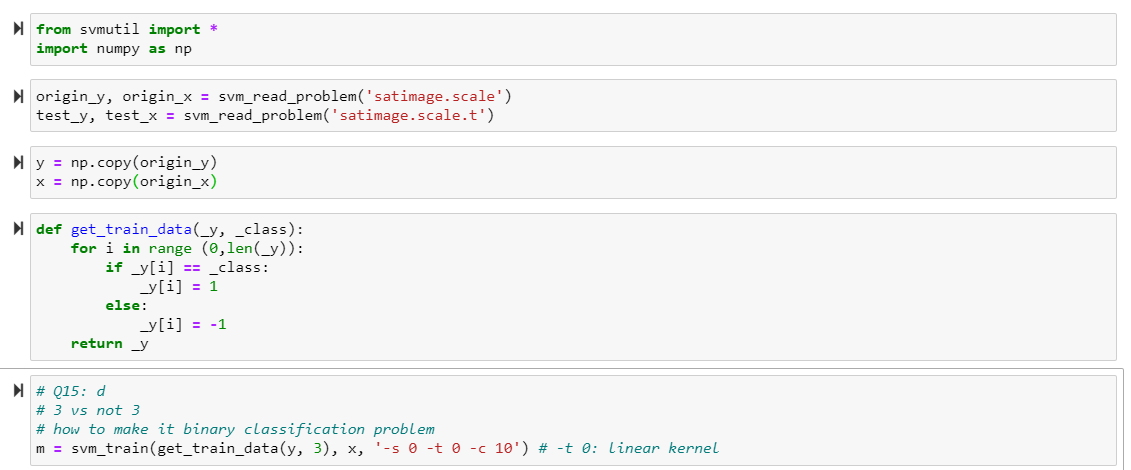 from svmutil import *
import numpy as np
origin_y, origin_x = svm_read_problem('satimage.scale')
test_y, test_x = svm_read_problem('satimage.scale.t')
y = np.copy(origin_y)
x = np.copy(origin_x)
def get_train_data(_y, _class):
    for i in range (0,len(_y)):
        if _y[i] == _class:
            _y[i] = 1
        else:
            _y[i] = -1
    return _y
# Q15: d
# 3 vs not 3
# how to make it binary classification problem
m = svm_train(get_train_data(y, 3), x, '-s 0 -t 0 -c 10') # -t 0: linear kernel